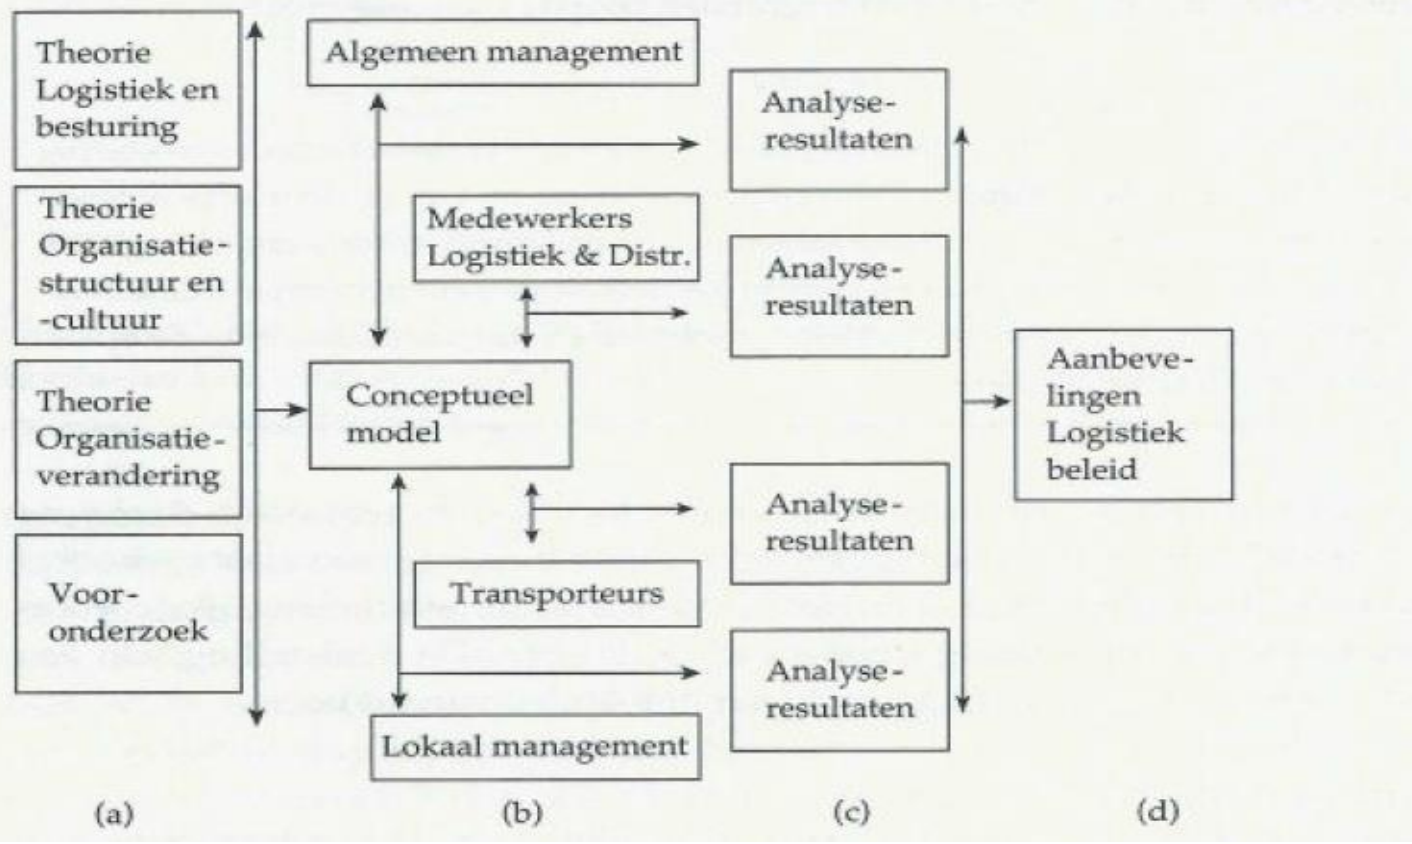 Theorie
Logistiek en
besturing
Theorie
Organisatie-
structuur en
-cultuur
Theorie
Organisatie-
verandering
Voor-
onderzoek
(a)
Algemeen management
Medewerkers
Logistiek & Distr.
Conceptueel
model
Transporteurs
Lokaal management
(b)
Analyse-
resultaten
Analyse-
resultaten
Analyse-
resultaten
Analyse-
resultaten
(c)
Aanbeve-
lingen
Logistiek
beleid
(d)